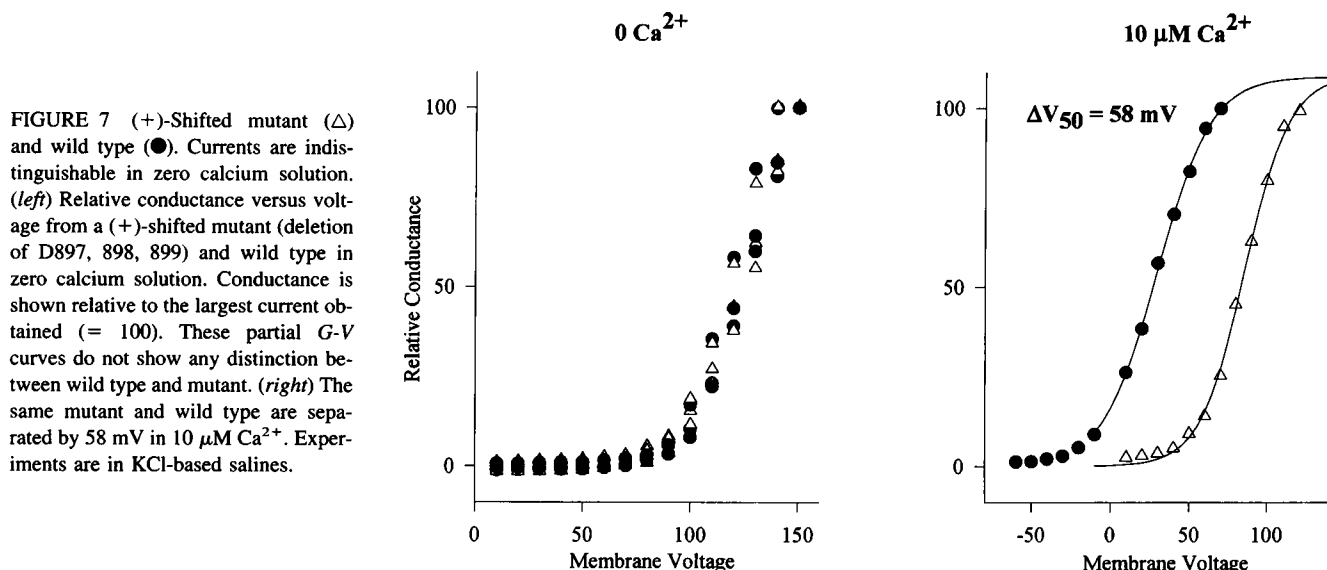 FIGURE 7 (+)-Shifted mutant (△)
and wild type (●). Currents are indis-
tinguishable in zero calcium solution.
(left) Relative conductance versus volt-
age from a (+)-shifted mutant (deletion
of D897, 898, 899) and wild type in
zero calcium solution. Conductance is
shown relative to the largest current ob-
tained (= 100). These partial G-V
curves do not show any distinction be-
tween wild type and mutant. (right) The
same mutant and wild type are sepa-
rated by 58 mV in 10 μM Ca²⁺. Exper-
iments are in KCl-based salines.
0 Ca²⁺
Relative Conductance
100
50
0
0 50 100 150
Membrane Voltage
10 μM Ca²⁺
ΔV₅₀ = 58 mV
100
50
0
-50 0 50 100
Membrane Voltage